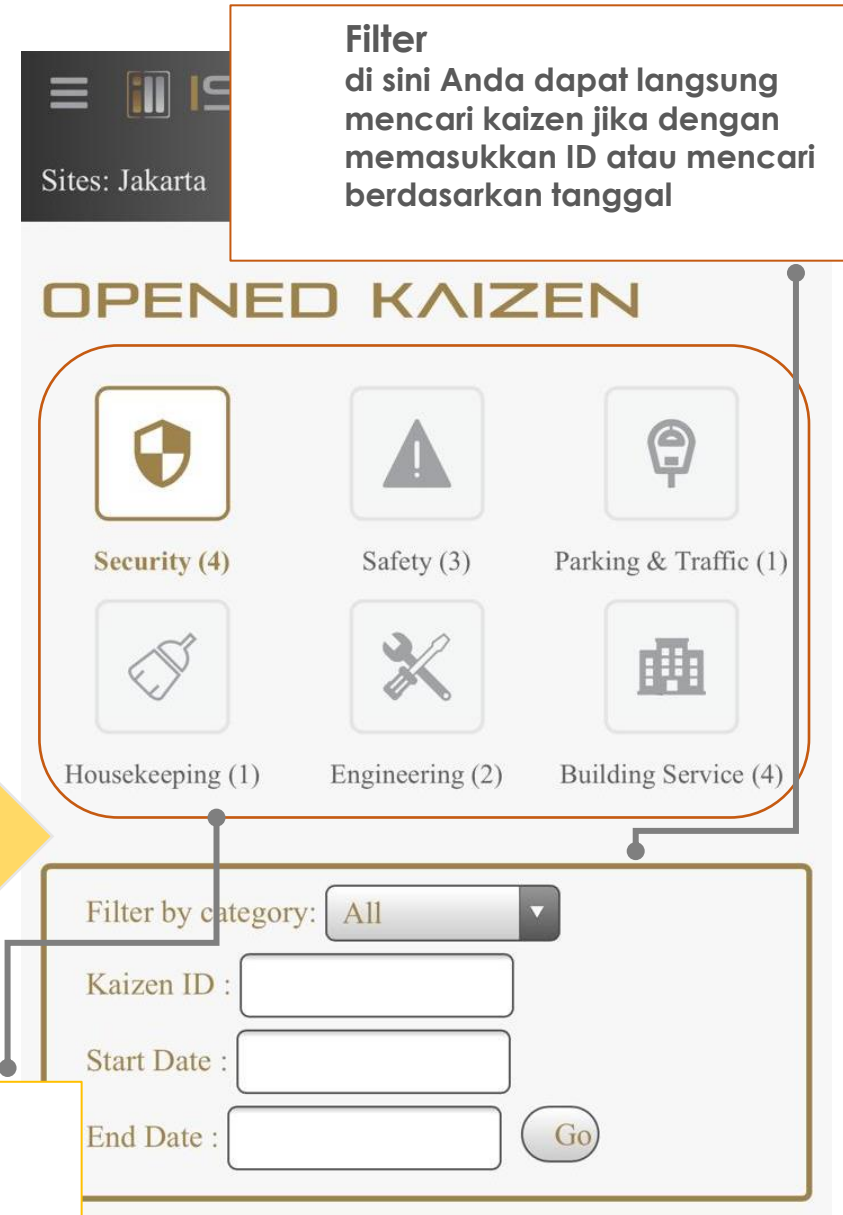 Filter
di sini Anda dapat langsung
mencari kaizen jika dengan
memasukkan ID atau mencari
berdasarkan tanggal
IS
Sites: Jakarta
OPENED KAIZEN
Security (4)
Safety (3)
Parking & Traffic (1)
Housekeeping (1)
Engineering (2)
Building Service (4)
Filter by category: All
Kaizen ID :
Start Date :
End Date : Go